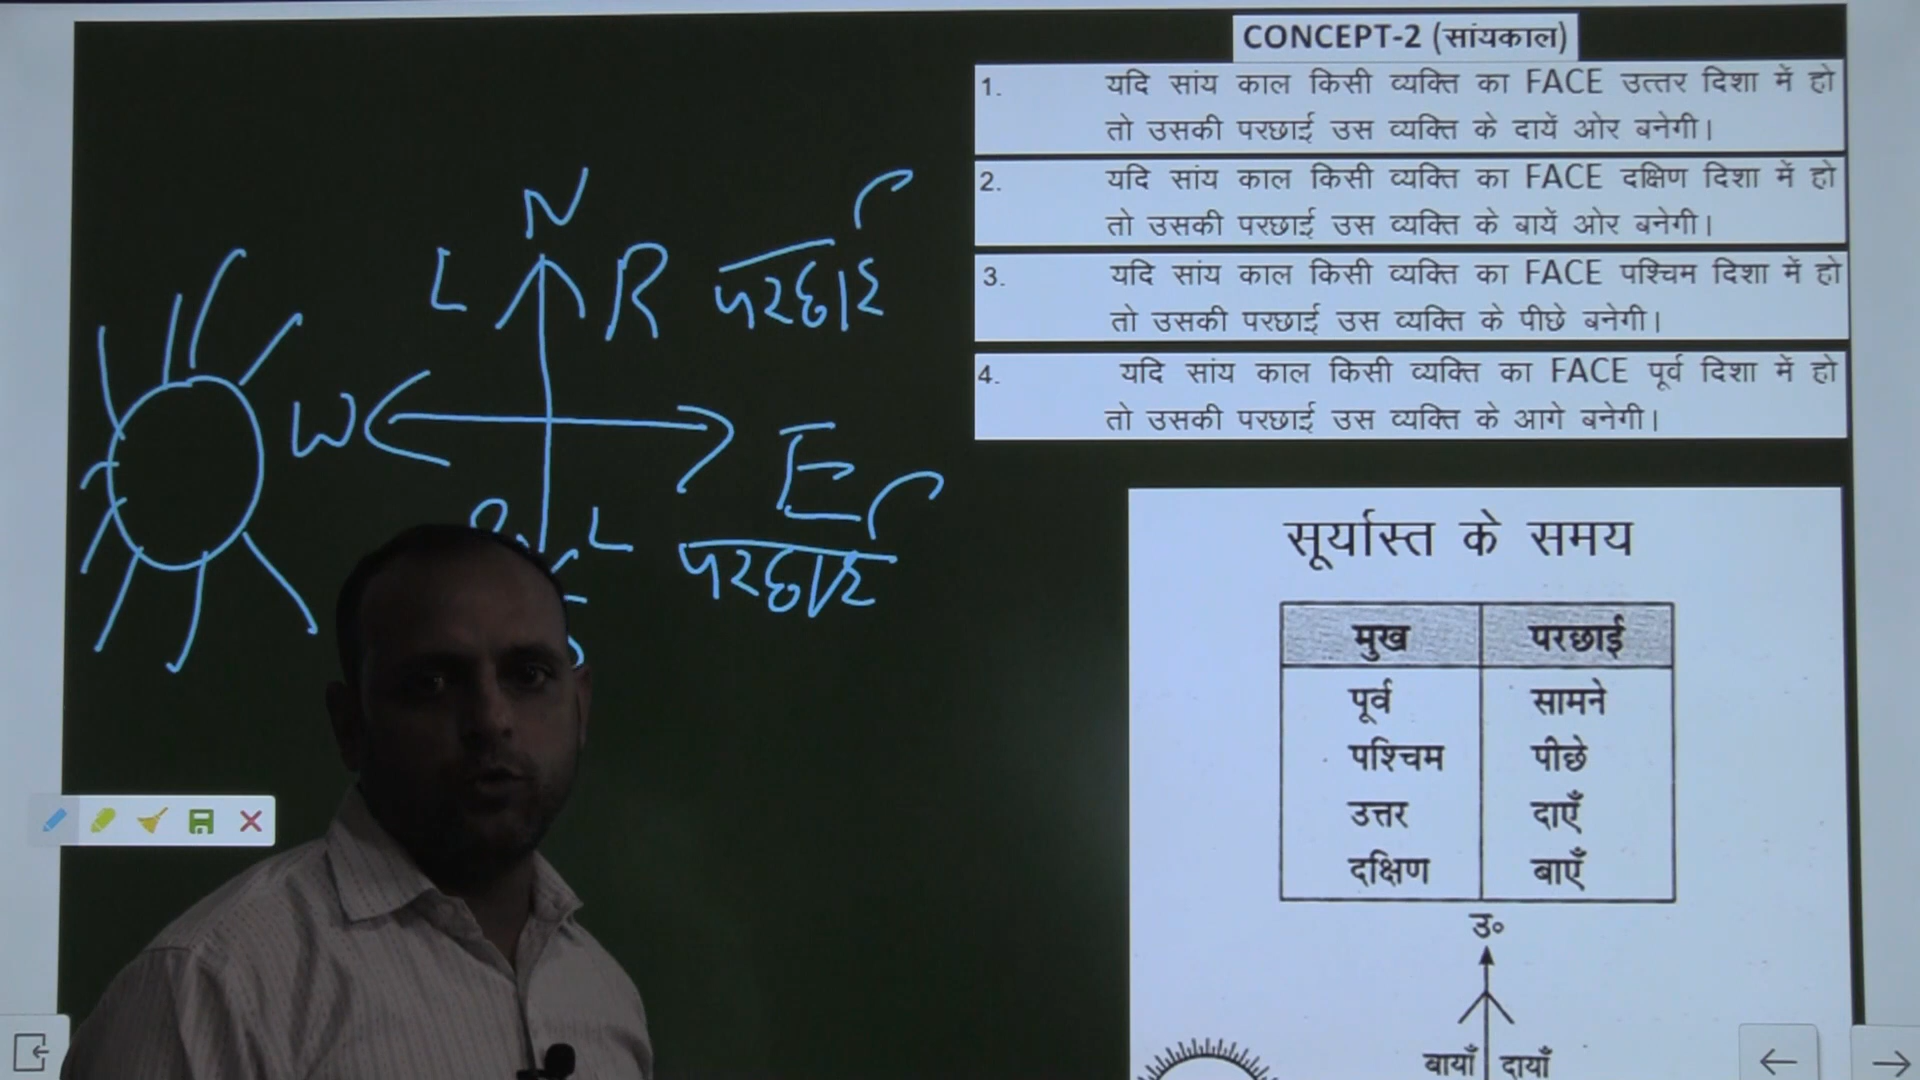 CONCEPT-2 (सांयकाल)
1. यदि सांय काल किसी व्यक्ति का FACE उत्तर दिशा में हो
तो उसकी परछाई उस व्यक्ति के दायें ओर बनेगी।
2. यदि सांय काल किसी व्यक्ति का FACE दक्षिण दिशा में हो
तो उसकी परछाई उस व्यक्ति के बायें ओर बनेगी।
3. यदि सांय काल किसी व्यक्ति का FACE पश्चिम दिशा में हो
तो उसकी परछाई उस व्यक्ति के पीछे बनेगी।
4. यदि सांय काल किसी व्यक्ति का FACE पूर्व दिशा में हो
तो उसकी परछाई उस व्यक्ति के आगे बनेगी।
N
L R परछाई
W E
L परछाई
सूर्यास्त के समय
मुख परछाई
पूर्व सामने
पश्चिम पीछे
उत्तर दाएँ
दक्षिण बाएँ
उ०
बायाँ दायाँ